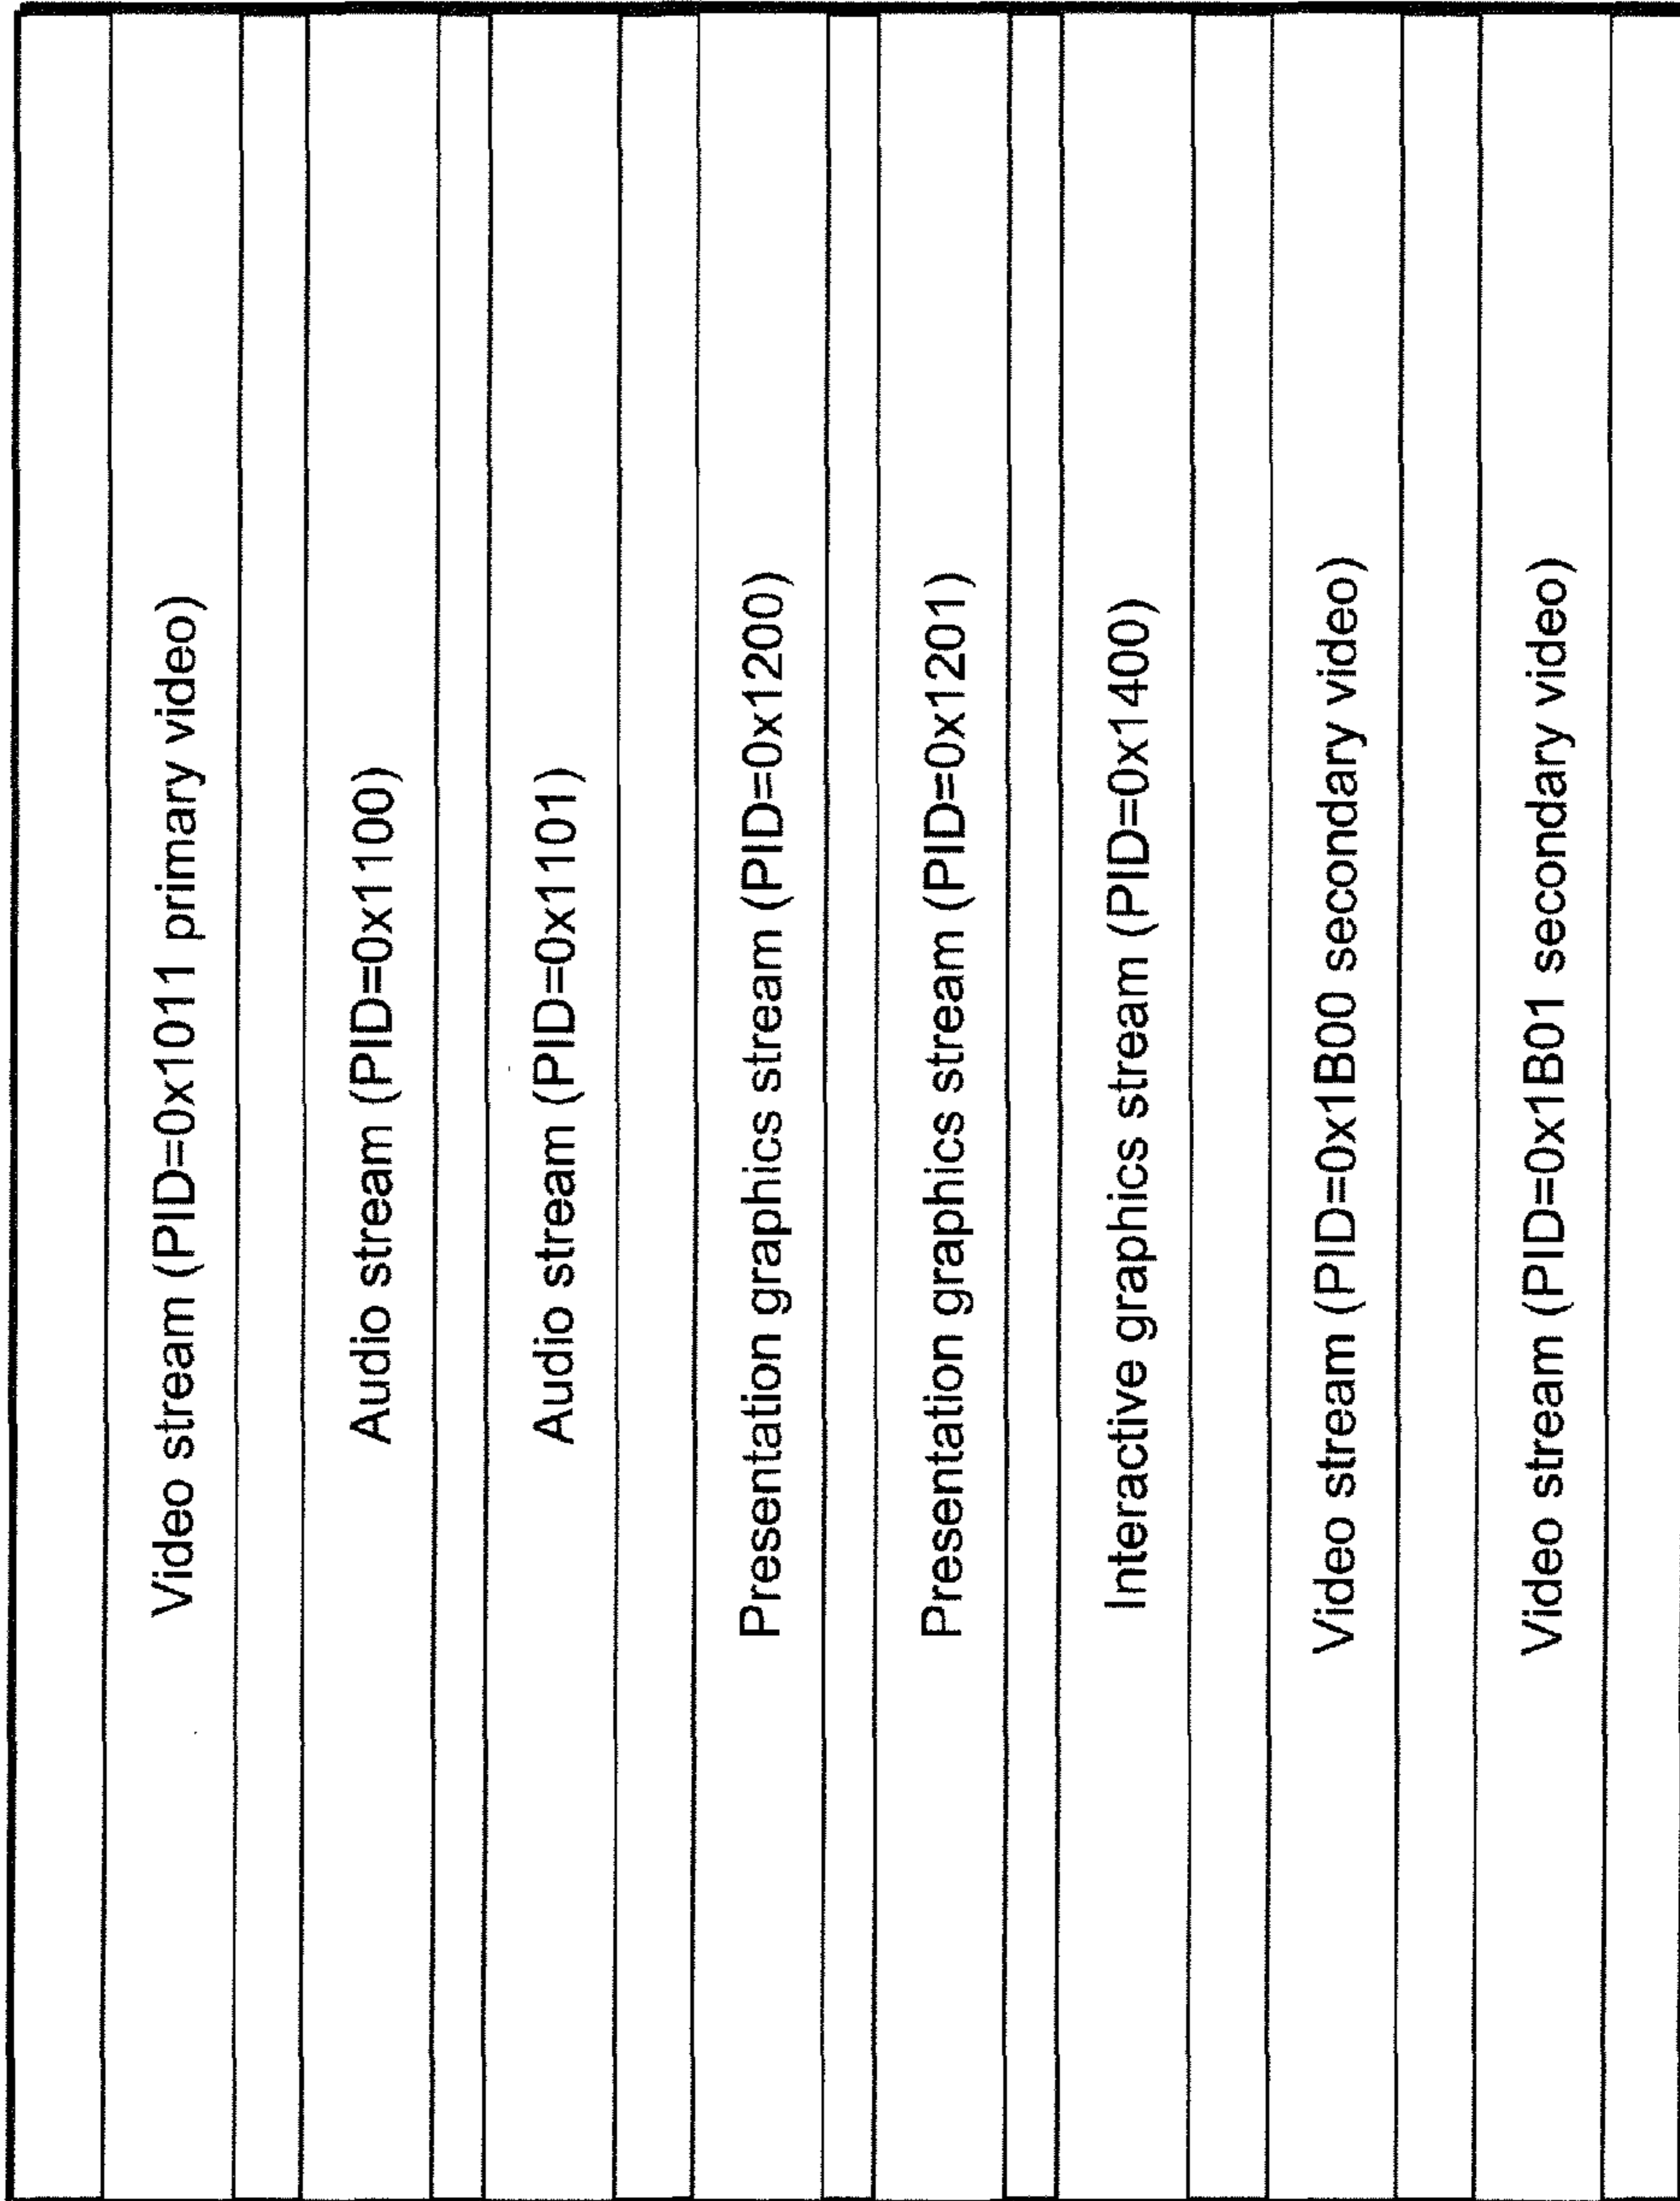 Video stream (PID=0x1011 primary video)
Audio stream (PID=0x1100)
Audio stream (PID=0x1101)
Presentation graphics stream (PID=0x1200)
Presentation graphics stream (PID=0x1201)
Interactive graphics stream (PID=0x1400)
Video stream (PID=0x1B00 secondary video)
Video stream (PID=0x1B01 secondary video)